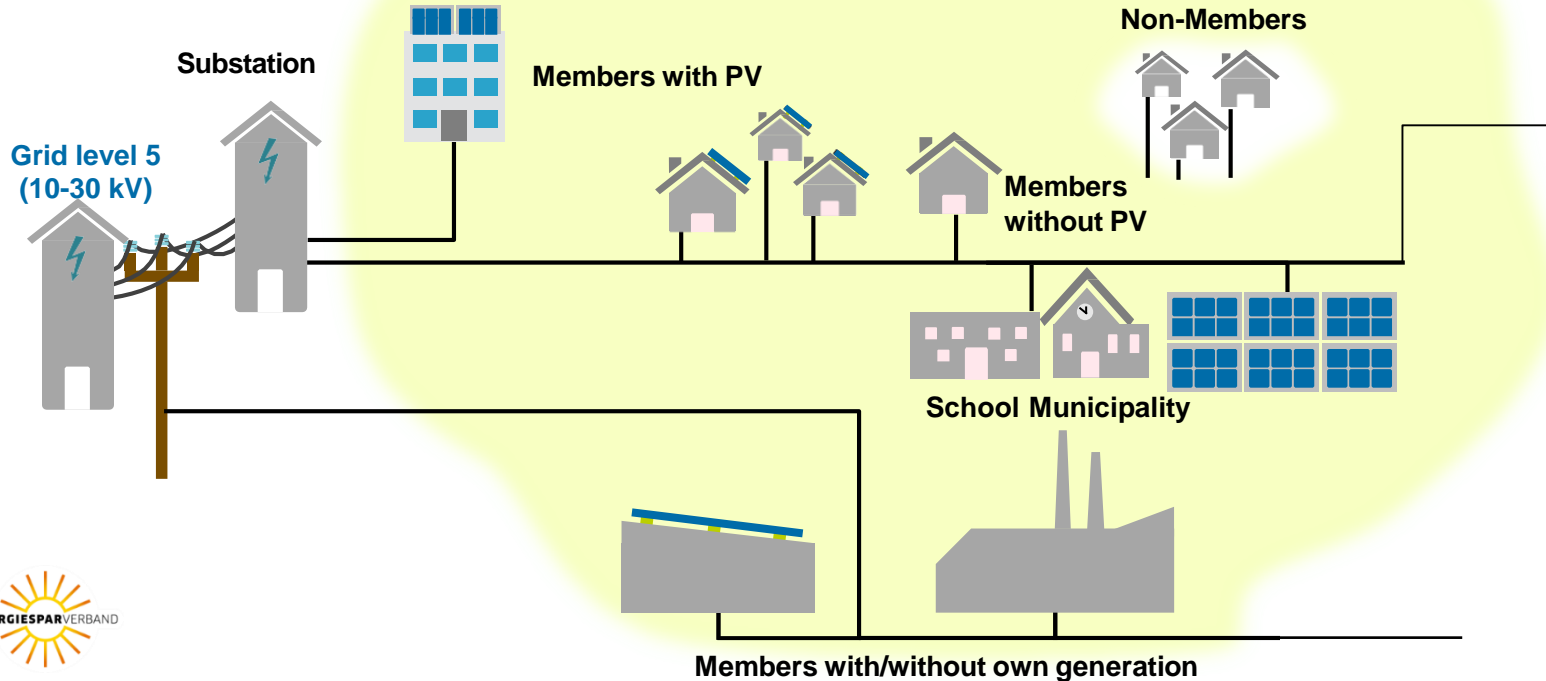 Non-Members
Substation
Members with PV
Grid level 5
(10-30 kV)
Members
without PV
School Municipality
RGIESPARVERBAND
Members with/without own generation